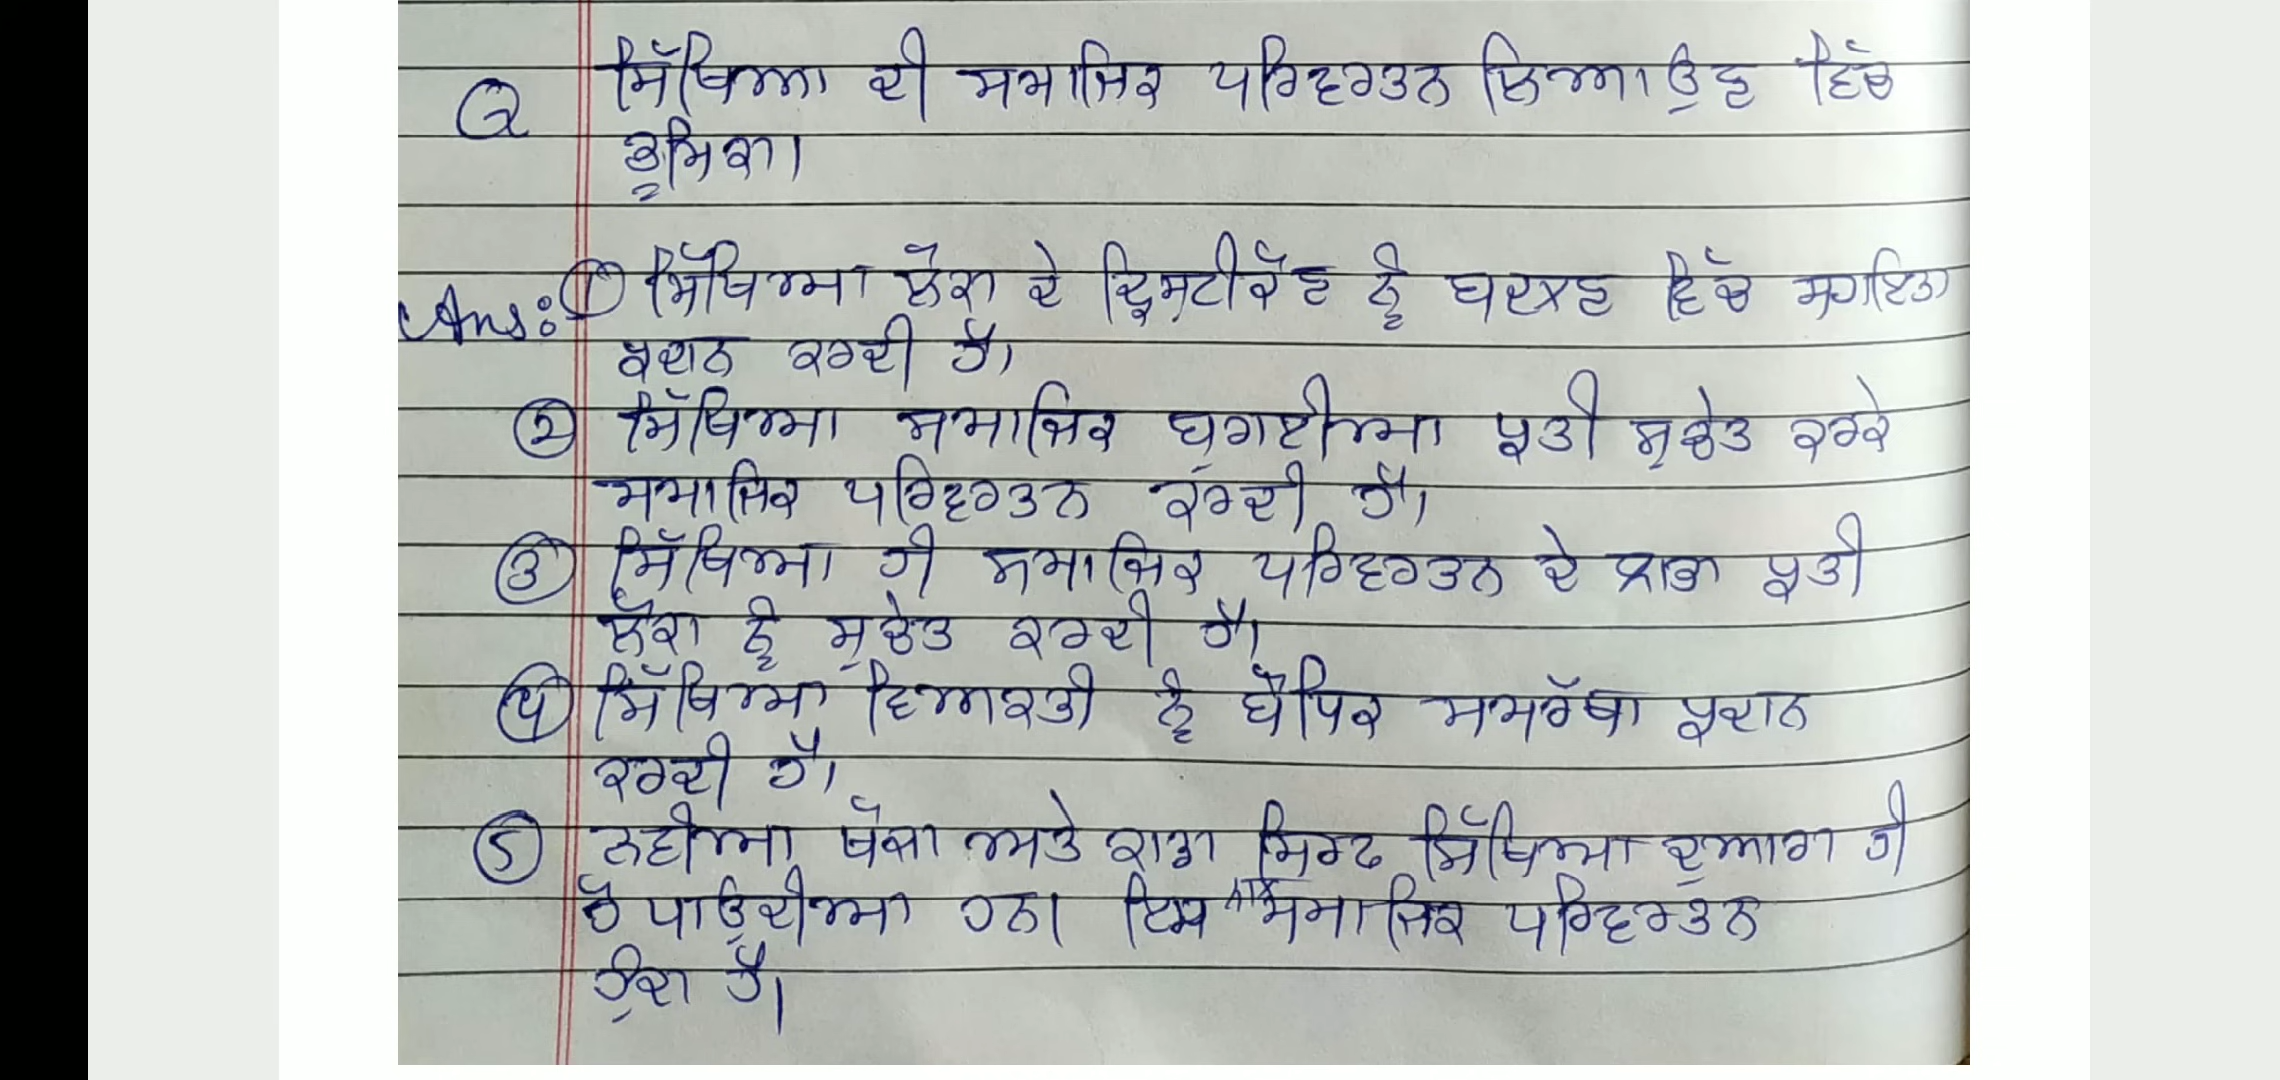 Q ਸਿੱਖਿਆ ਦੀ ਸਮਾਜਿਕ ਪਰਿਵਰਤਨ ਲਿਆਉਣ ਵਿੱਚ
ਭੂਮਿਕਾ।
Ans: ① ਸਿੱਖਿਆ ਲੋਕਾ ਦੇ ਦ੍ਰਿਸ਼ਟੀਕੋਣ ਨੂੰ ਬਦਲਣ ਵਿੱਚ ਸਹਾਇਤਾ
ਪ੍ਰਦਾਨ ਕਰਦੀ ਹੈ।
② ਸਿੱਖਿਆ ਸਮਾਜਿਕ ਬੁਰਾਈਆ ਪ੍ਰਤੀ ਸੁਚੇਤ ਕਰਕੇ
ਸਮਾਜਿਕ ਪਰਿਵਰਤਨ ਕਰਦੀ ਹੈ।
③ ਸਿੱਖਿਆ ਹੀ ਸਮਾਜਿਕ ਪਰਿਵਰਤਨ ਦੇ ਲਾਭਾ ਪ੍ਰਤੀ
ਲੋਕਾ ਨੂੰ ਸੁਚੇਤ ਕਰਦੀ ਹੈ।
④ ਸਿੱਖਿਆ ਵਿਅਕਤੀ ਨੂੰ ਬੌਧਿਕ ਸਮਰੱਥਾ ਪ੍ਰਦਾਨ
ਕਰਦੀ ਹੈ।
⑤ ਨਵੀਆ ਖੋਜਾ ਅਤੇ ਕਾਢਾ ਸਿਰਫ ਸਿੱਖਿਆ ਦੁਆਰਾ ਹੀ
ਹੋ ਪਾਉਦੀਆ ਹਨ। ਇਸ ਨਾਲ ਸਮਾਜਿਕ ਪਰਿਵਰਤਨ
ਹੁੰਦਾ ਹੈ।